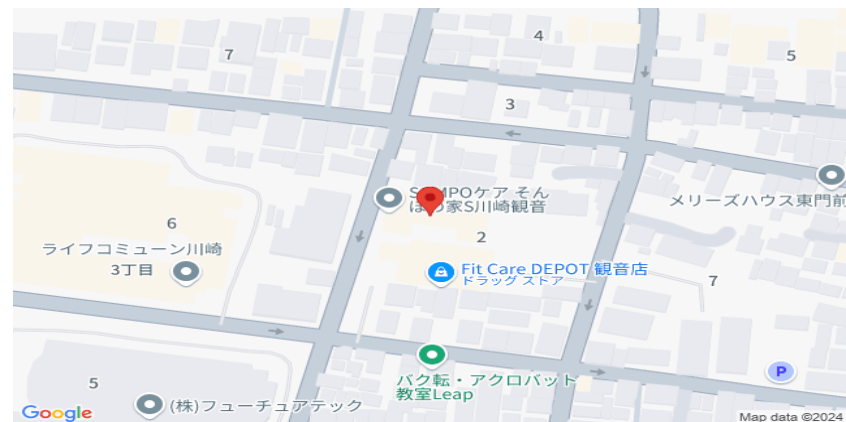 4
7
5
3
SOMPOケア そん
ぽの家S川崎観音
メリーズハウス東門前
6
2
ライフコミューン川崎
3丁目
Fit Care DEPOT 観音店
ドラッグ ストア
7
P
バク転・アクロバット
教室Leap
5
(株)フューチュアテック
Google
Map data ©2024